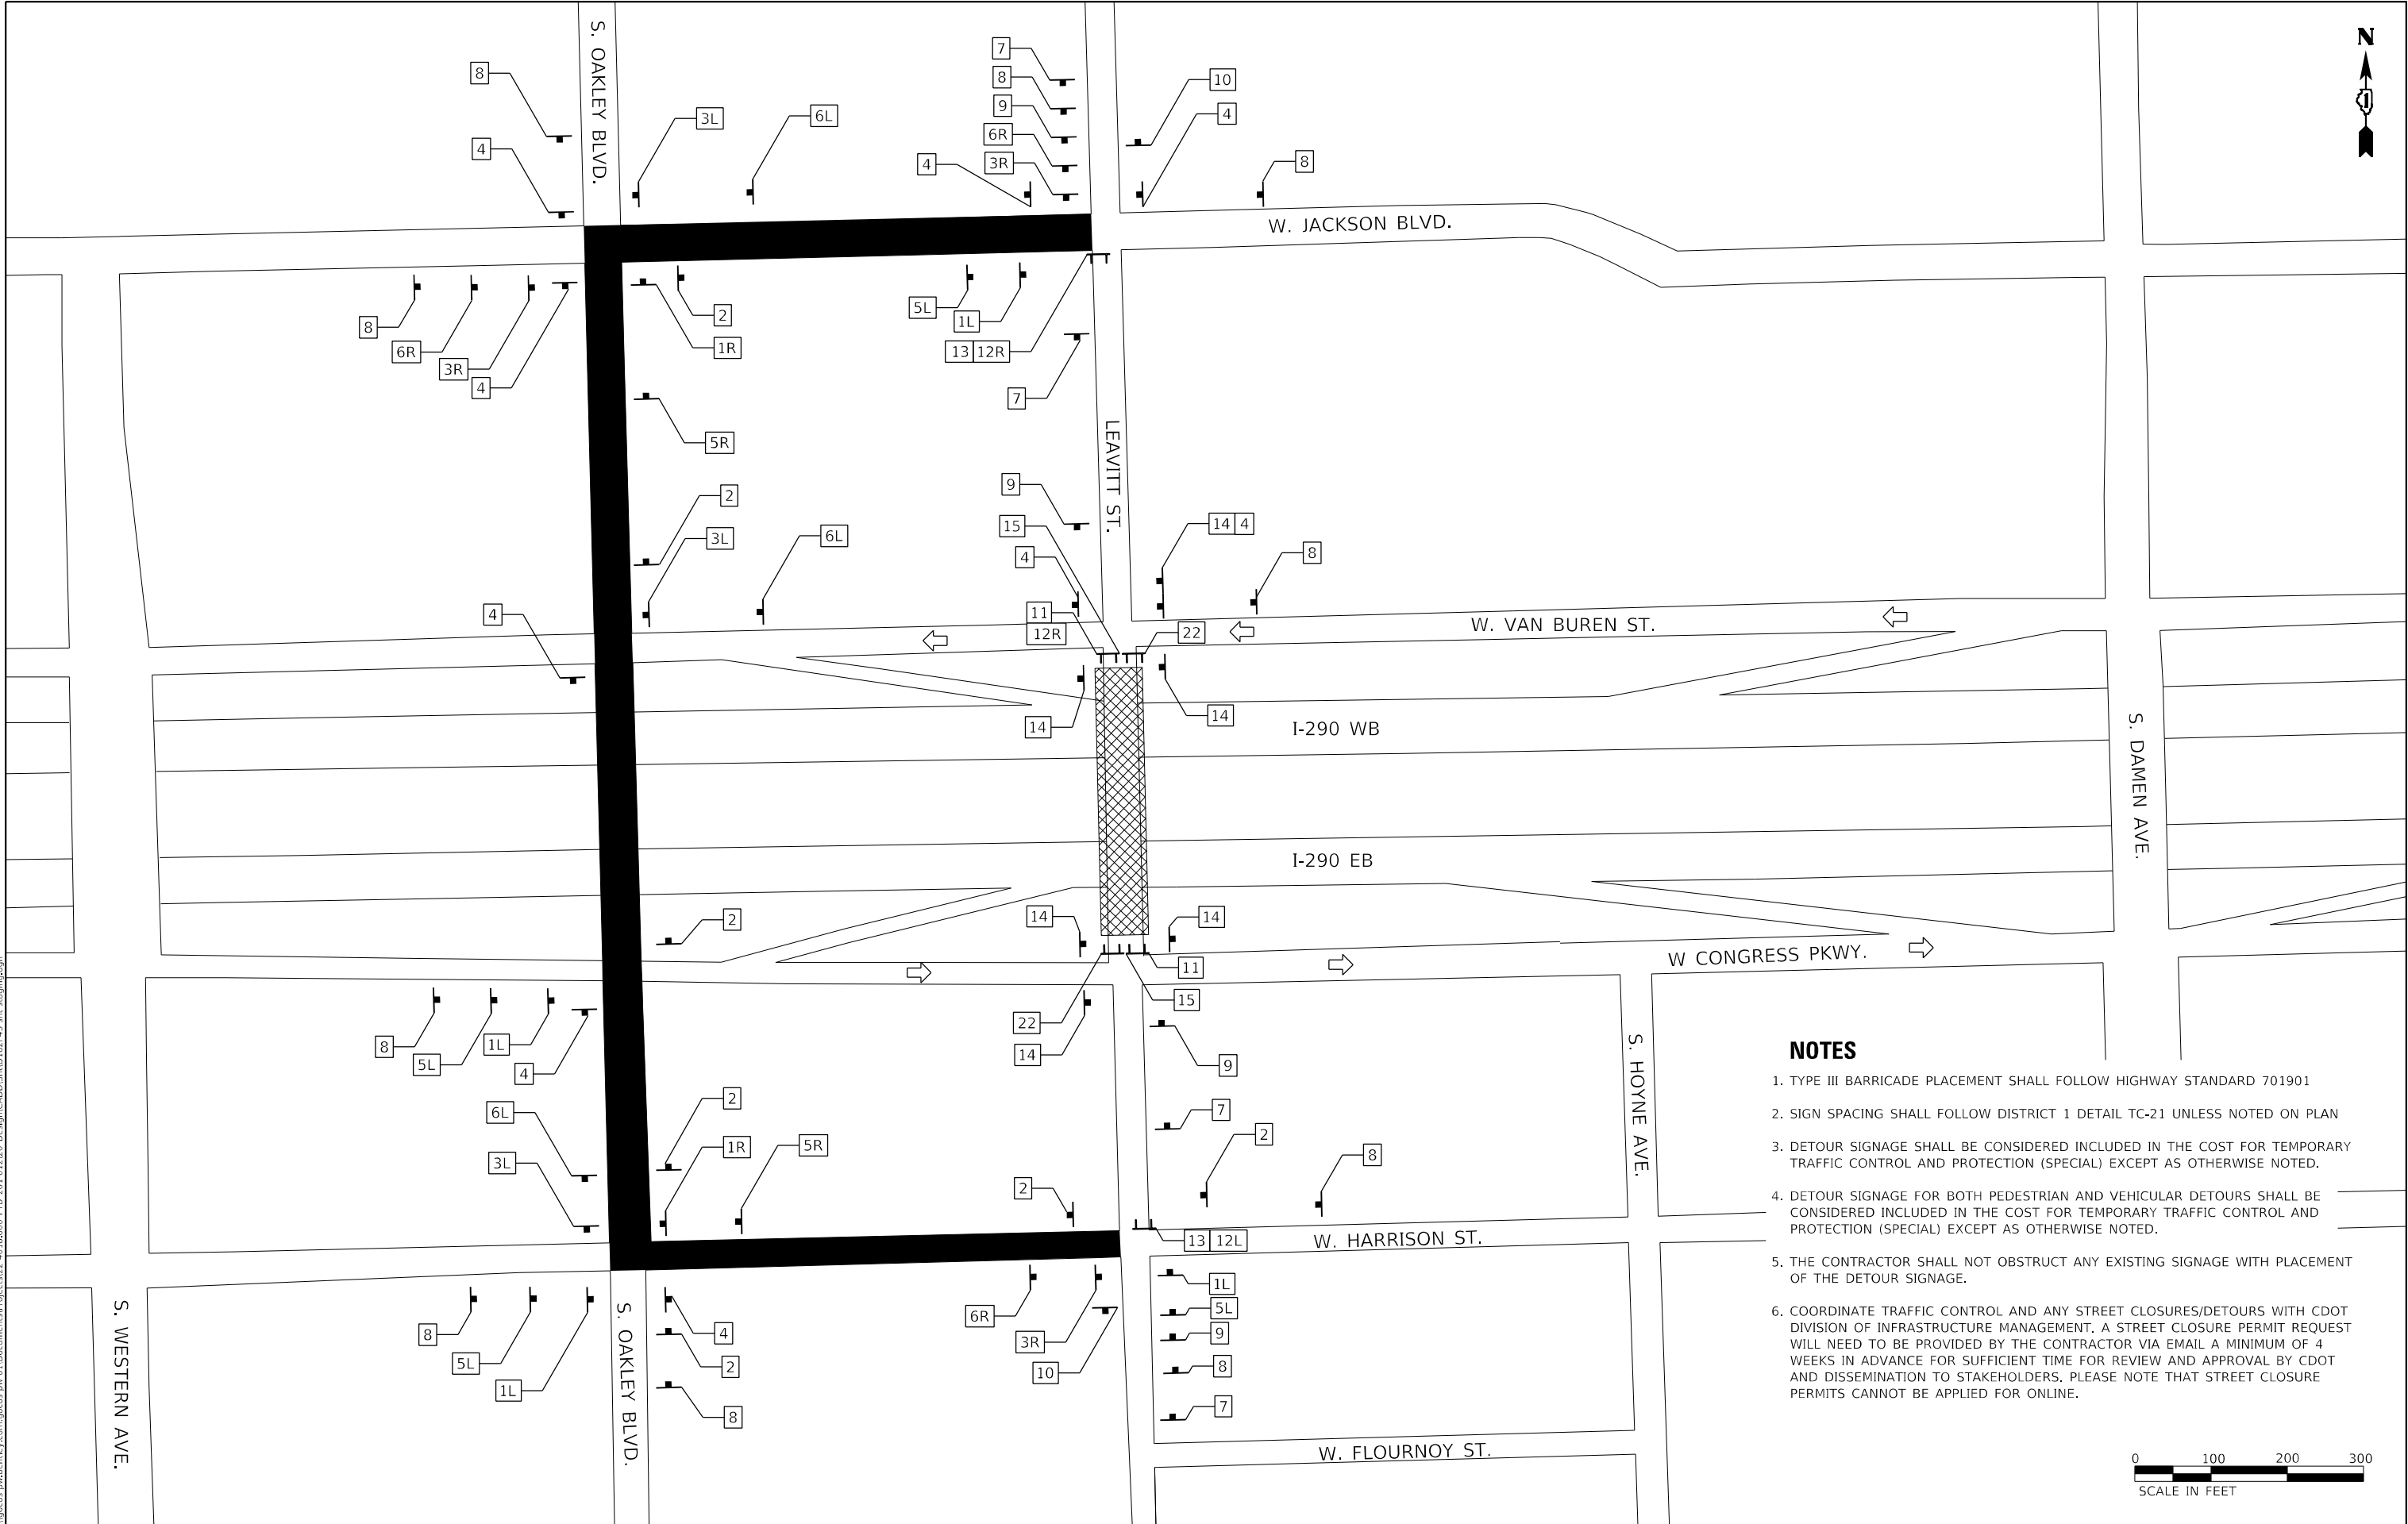 N
S. OAKLEY BLVD.
8
4
3L
6L
7
8
9
6R
3R
4
10
4
8
W. JACKSON BLVD.
8
6R
3R
4
2
1R
5L
1L
13 12R
7
5R
LEAVITT ST.
2
3L
6L
9
15
4
11
12R
14 4
8
22
4
W. VAN BUREN ST.
14
14
I-290 WB
S. DAMEN AVE.
I-290 EB
2
14
14
11
15
W CONGRESS PKWY.
8
5L
1L
4
22
14
9
S. HOYNE AVE.
6L
3L
2
1R
5R
7
2
8
2
13 12L
W. HARRISON ST.
S. WESTERN AVE.
8
5L
1L
S. OAKLEY BLVD.
4
2
8
6R
3R
10
1L
5L
9
8
7
W. FLOURNOY ST.
NOTES
1. TYPE III BARRICADE PLACEMENT SHALL FOLLOW HIGHWAY STANDARD 701901
2. SIGN SPACING SHALL FOLLOW DISTRICT 1 DETAIL TC-21 UNLESS NOTED ON PLAN
3. DETOUR SIGNAGE SHALL BE CONSIDERED INCLUDED IN THE COST FOR TEMPORARY
TRAFFIC CONTROL AND PROTECTION (SPECIAL) EXCEPT AS OTHERWISE NOTED.
4. DETOUR SIGNAGE FOR BOTH PEDESTRIAN AND VEHICULAR DETOURS SHALL BE
CONSIDERED INCLUDED IN THE COST FOR TEMPORARY TRAFFIC CONTROL AND
PROTECTION (SPECIAL) EXCEPT AS OTHERWISE NOTED.
5. THE CONTRACTOR SHALL NOT OBSTRUCT ANY EXISTING SIGNAGE WITH PLACEMENT
OF THE DETOUR SIGNAGE.
6. COORDINATE TRAFFIC CONTROL AND ANY STREET CLOSURES/DETOURS WITH CDOT
DIVISION OF INFRASTRUCTURE MANAGEMENT. A STREET CLOSURE PERMIT REQUEST
WILL NEED TO BE PROVIDED BY THE CONTRACTOR VIA EMAIL A MINIMUM OF 4
WEEKS IN ADVANCE FOR SUFFICIENT TIME FOR REVIEW AND APPROVAL BY CDOT
AND DISSEMINATION TO STAKEHOLDERS. PLEASE NOTE THAT STREET CLOSURE
PERMITS CANNOT BE APPLIED FOR ONLINE.
0 100 200 300
SCALE IN FEET